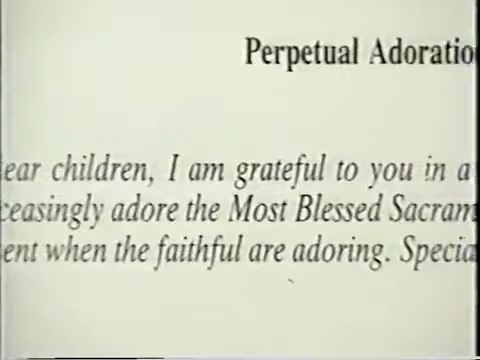 Perpetual Adoratio
ear children, I am grateful to you in a
ceasingly adore the Most Blessed Sacram
ent when the faithful are adoring. Specia